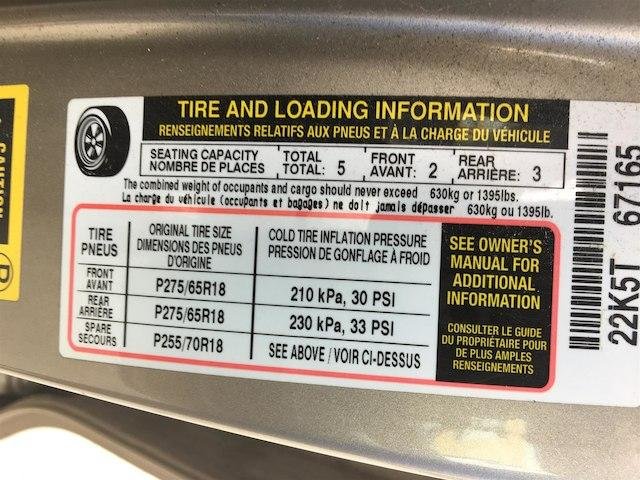 TIRE AND LOADING INFORMATION
RENSEIGNEMENTS RELATIFS AUX PNEUS ET À LA CHARGE DU VÉHICULE
SEATING CAPACITY TOTAL FRONT REAR
NOMBRE DE PLACES TOTAL: 5 AVANT: 2 ARRIÈRE: 3
The combined weight of occupants and cargo should never exceed 630kg or 1395lbs.
La charge du véhicule (occupants et bagages) ne doit jamais dépasser 630kg ou 1395lb.
TIRE
PNEUS
ORIGINAL TIRE SIZE
DIMENSIONS DES PNEUS
D'ORIGINE
COLD TIRE INFLATION PRESSURE
PRESSION DE GONFLAGE À FROID
FRONT
AVANT
P275/65R18 210 kPa, 30 PSI
REAR
ARRIÈRE
P275/65R18 230 kPa, 33 PSI
SPARE
SECOURS
P255/70R18 SEE ABOVE / VOIR CI-DESSUS
SEE OWNER'S
MANUAL FOR
ADDITIONAL
INFORMATION
CONSULTER LE GUIDE
DU PROPRIÉTAIRE POUR
DE PLUS AMPLES
RENSEIGNEMENTS
22K5T 67165
CAUTION